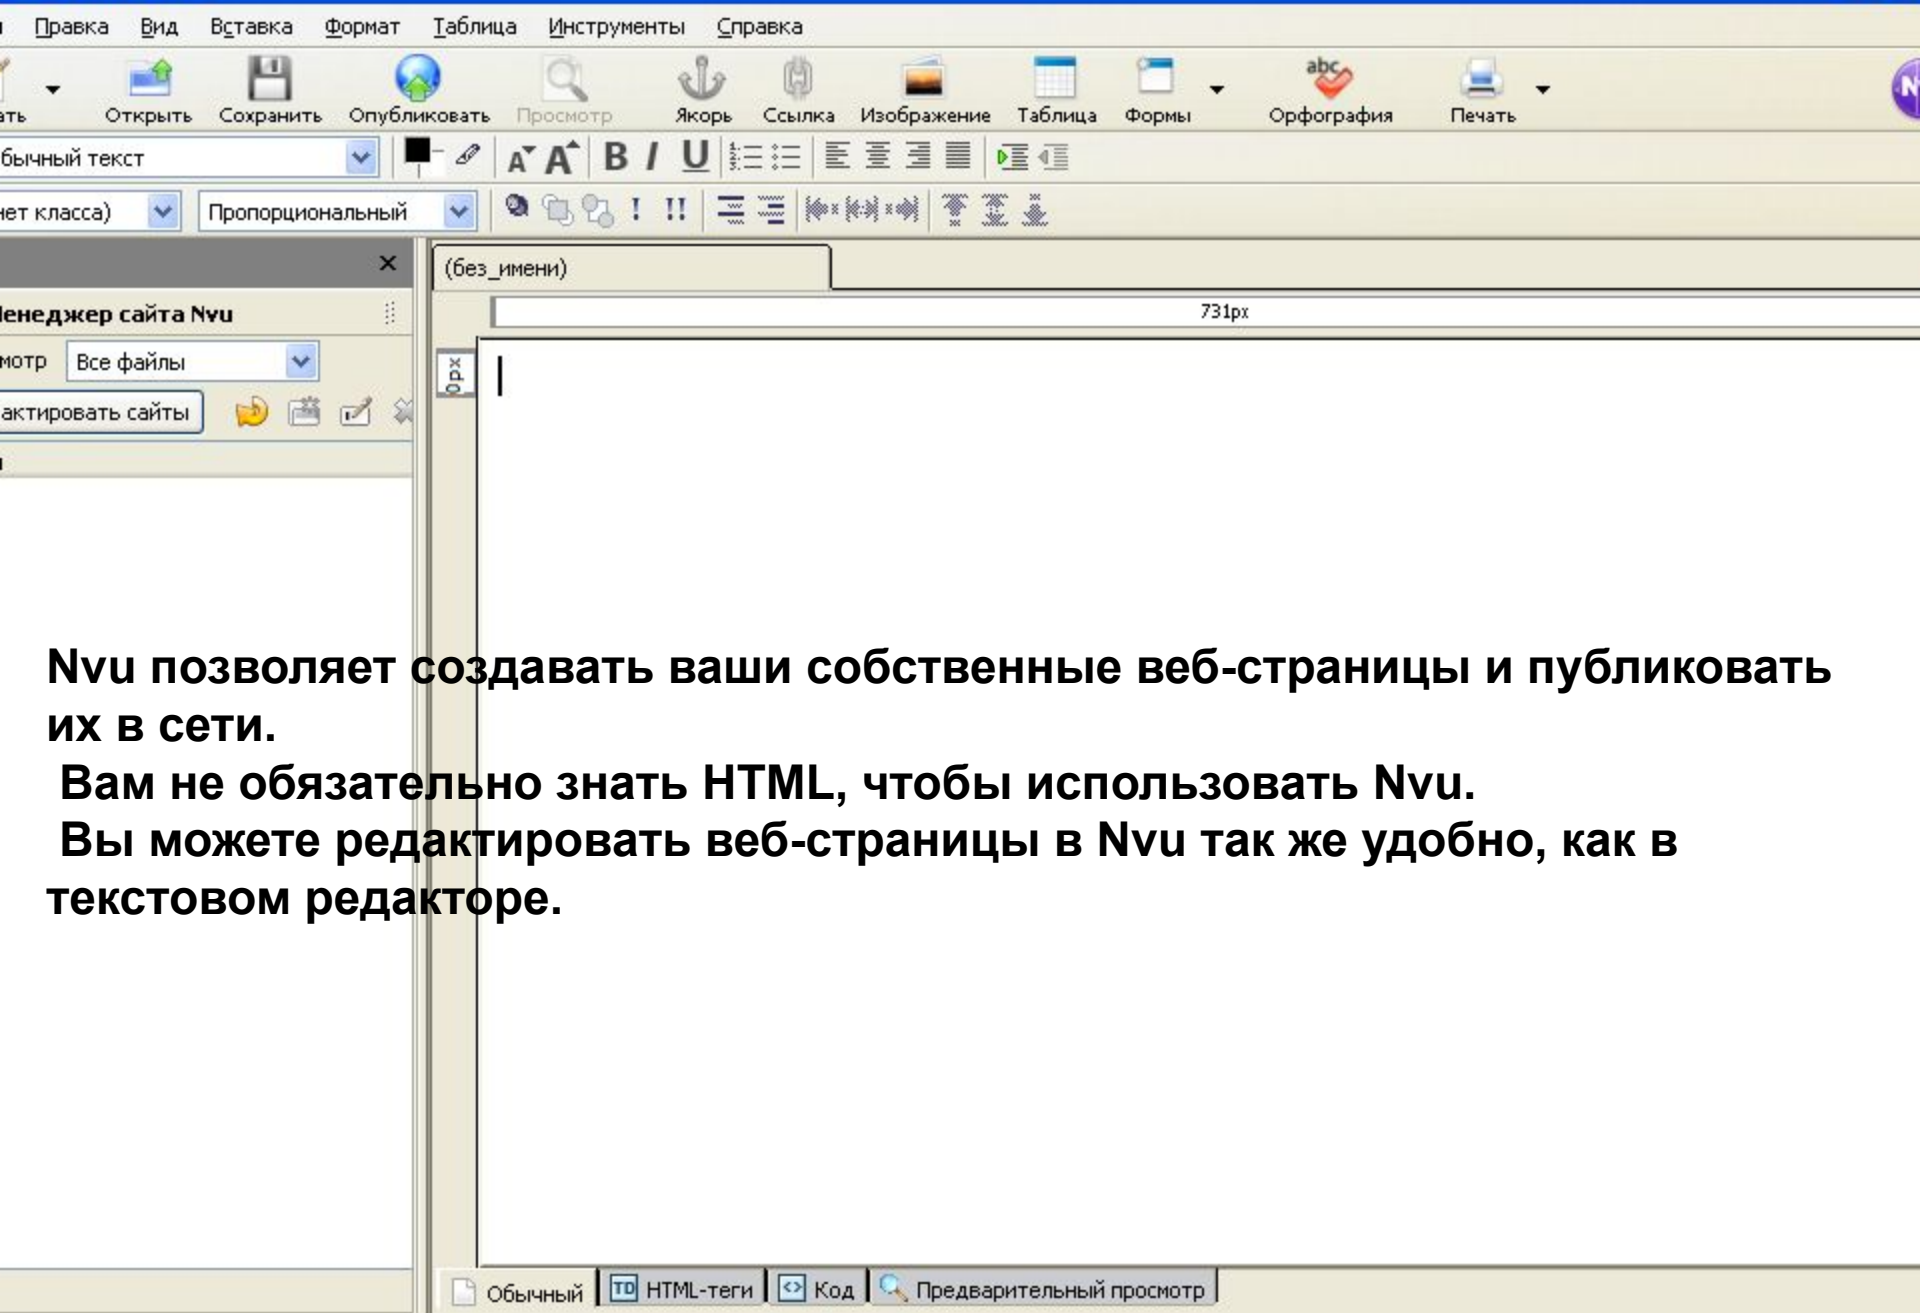 Правка Вид Вставка Формат Таблица Инструменты Справка
Открыть Сохранить Опубликовать Просмотр Якорь Ссылка Изображение Таблица Формы Орфография Печать
бычный текст
нет класса) Пропорциональный
(без_имени)
Менеджер сайта Nvu
731px
мотр Все файлы
0px
актировать сайты
Nvu позволяет создавать ваши собственные веб-страницы и публиковать
их в сети.
Вам не обязательно знать HTML, чтобы использовать Nvu.
Вы можете редактировать веб-страницы в Nvu так же удобно, как в
текстовом редакторе.
Обычный HTML-теги Код Предварительный просмотр